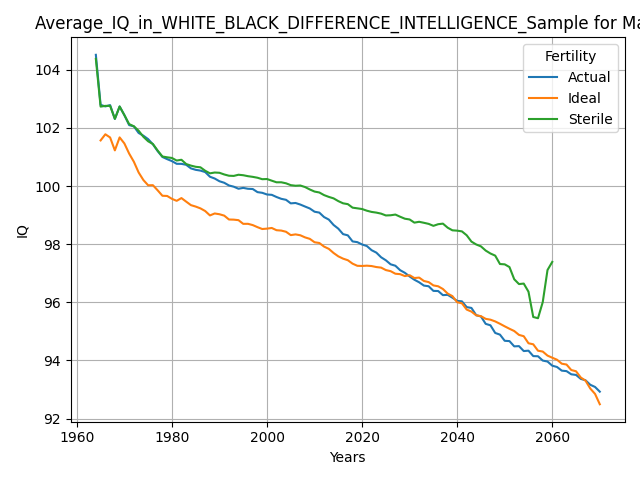 Average_IQ_in_WHITE_BLACK_DIFFERENCE_INTELLIGENCE_Sample for Ma
Fertility
Actual
Ideal
Sterile
104
102
100
98
96
94
92
IQ
1960
1980
2000
2020
2040
2060
Years